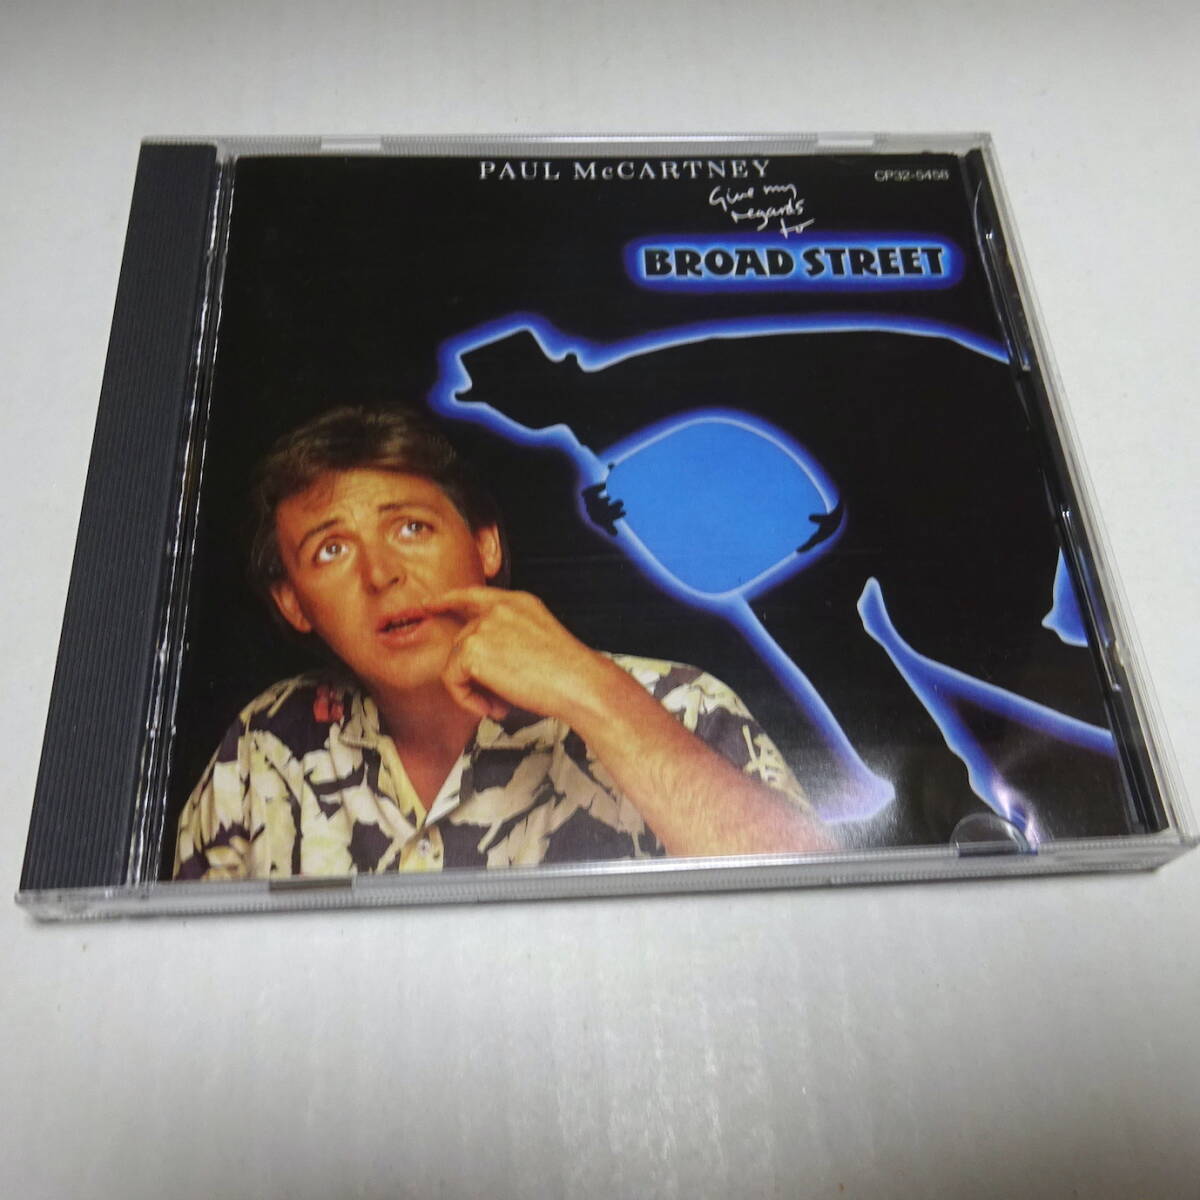 PAUL McCARTNEY
CP32-5458
Give my
regards
to
BROAD STREET